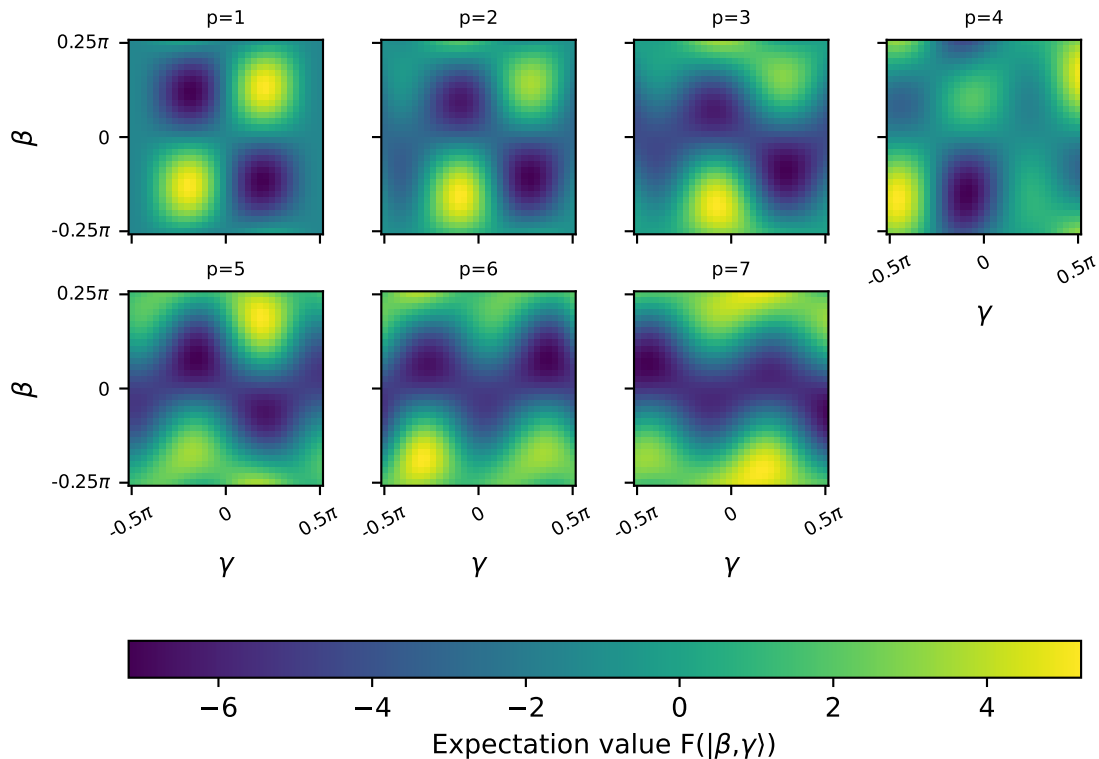 p=1 p=2 p=3 p=4
0.25π
β
0
-0.25π
-0.5π 0 0.5π
γ
p=5 p=6 p=7
0.25π
β
0
-0.25π
-0.5π 0 0.5π -0.5π 0 0.5π -0.5π 0 0.5π
γ γ γ
−6 −4 −2 0 2 4
Expectation value F(|β,γ⟩)